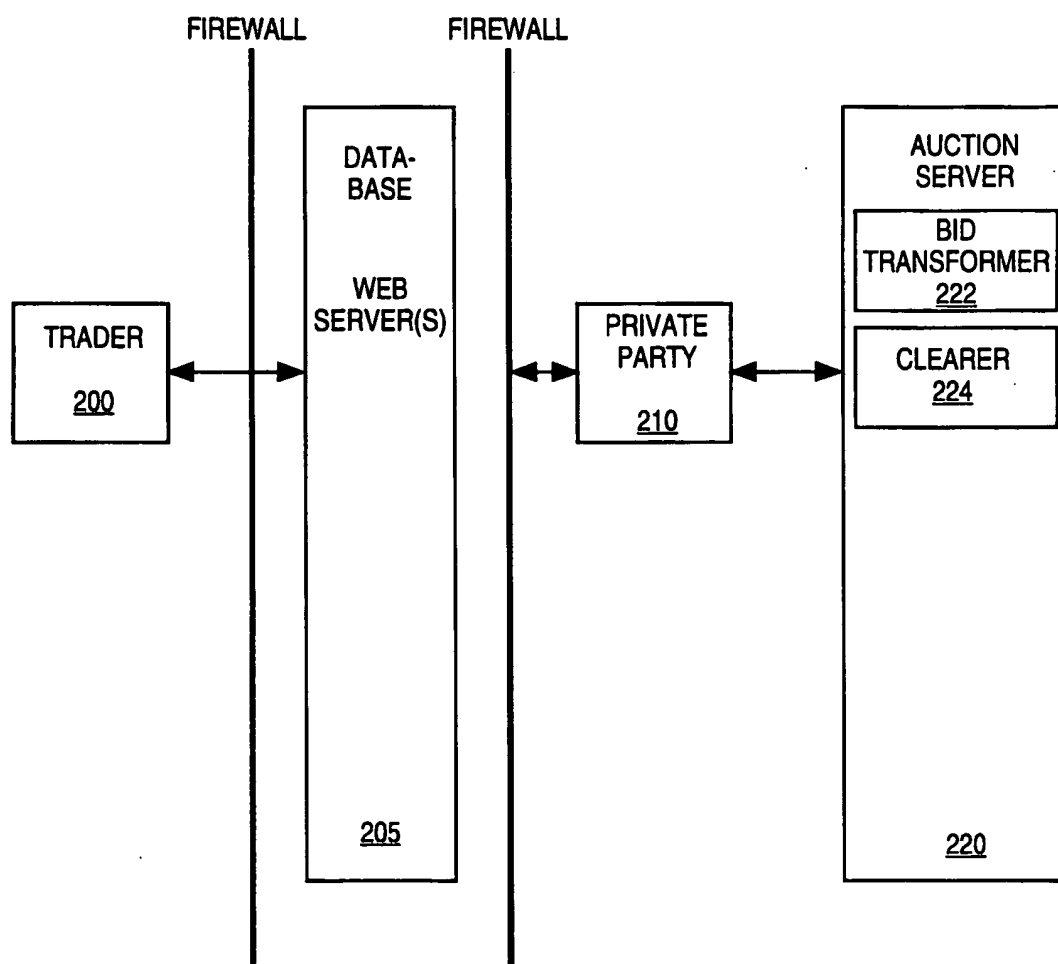 FIREWALL
FIREWALL
DATA-
BASE
WEB
SERVER(S)
205
TRADER
200
PRIVATE
PARTY
210
AUCTION
SERVER
BID
TRANSFORMER
222
CLEARER
224
220